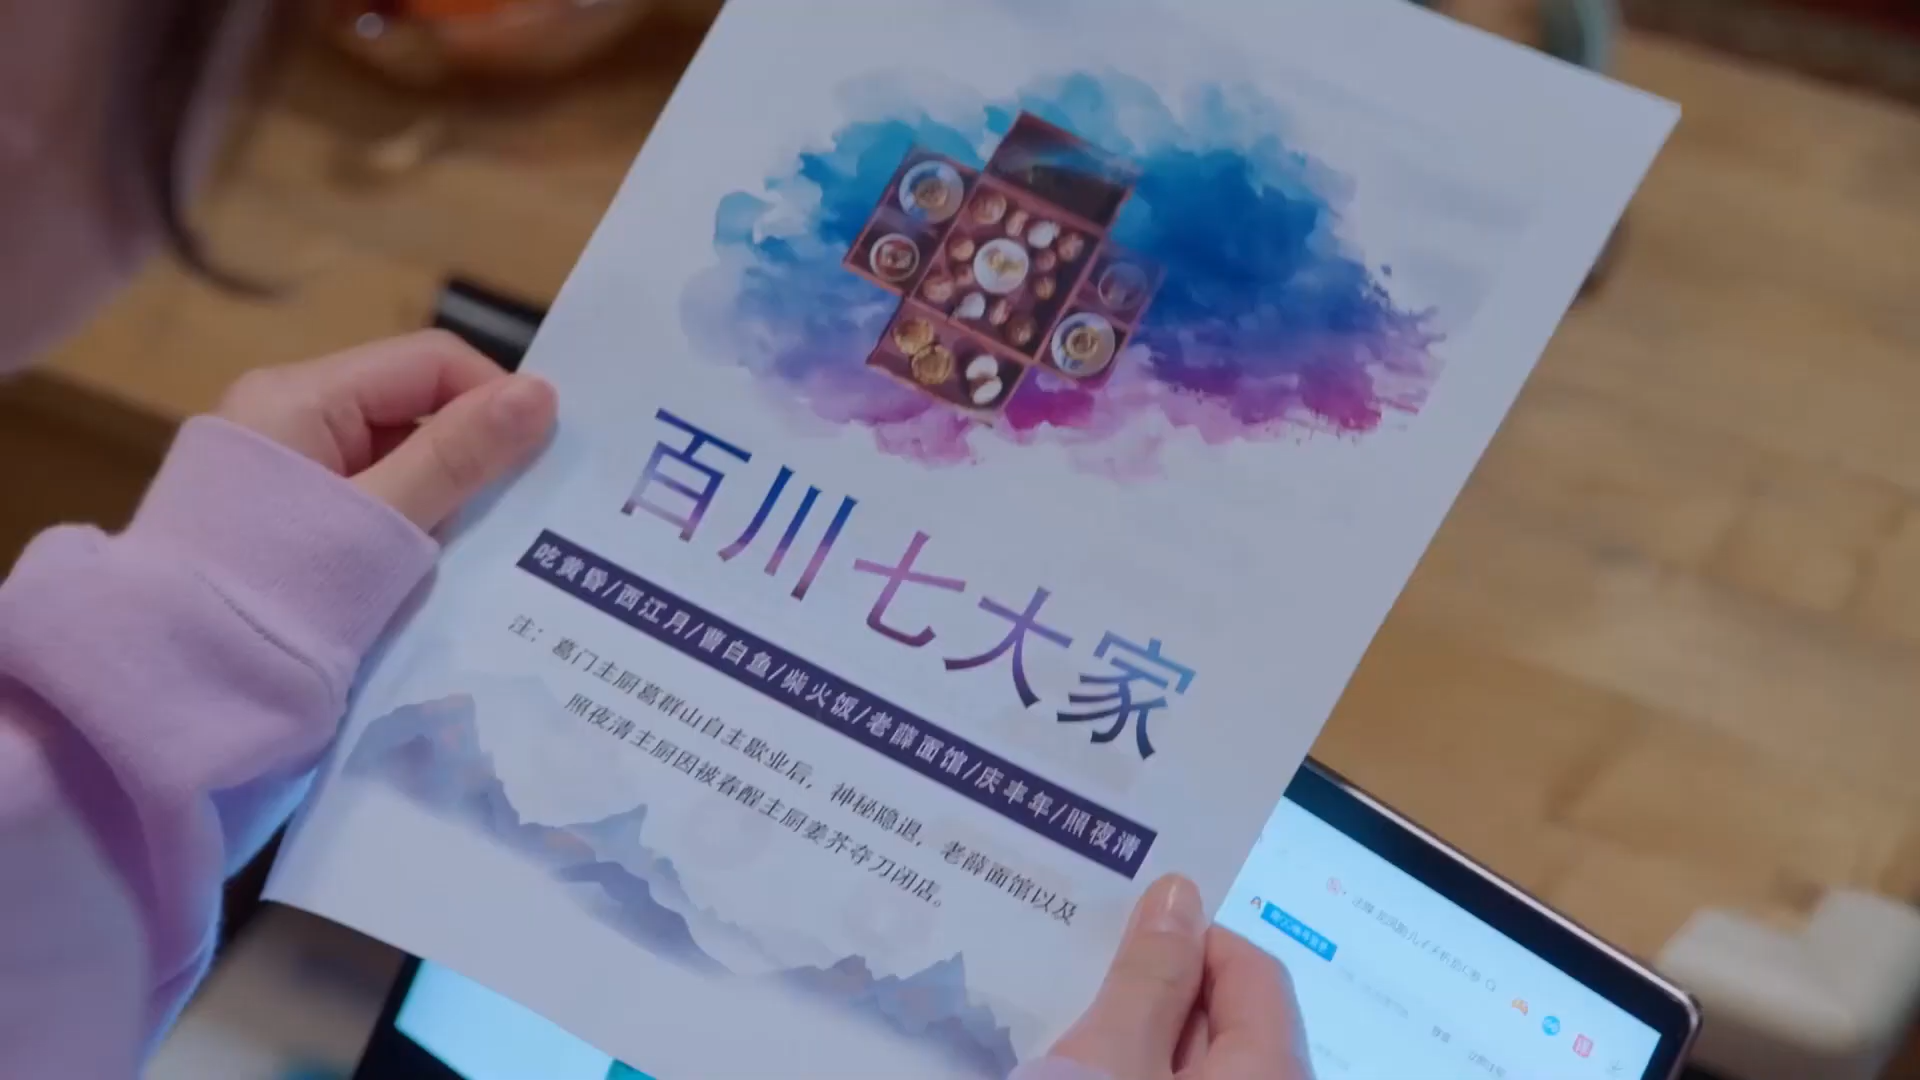 百川七大家
吃黄昏/西江月/曹白鱼/柴火饭/老薛面馆/庆丰年/照夜清
注：葛门主厨葛群山自主歇业后，神秘隐退，老薛面馆以及
照夜清主厨因被春醒主厨姜芥夺刀闭店。